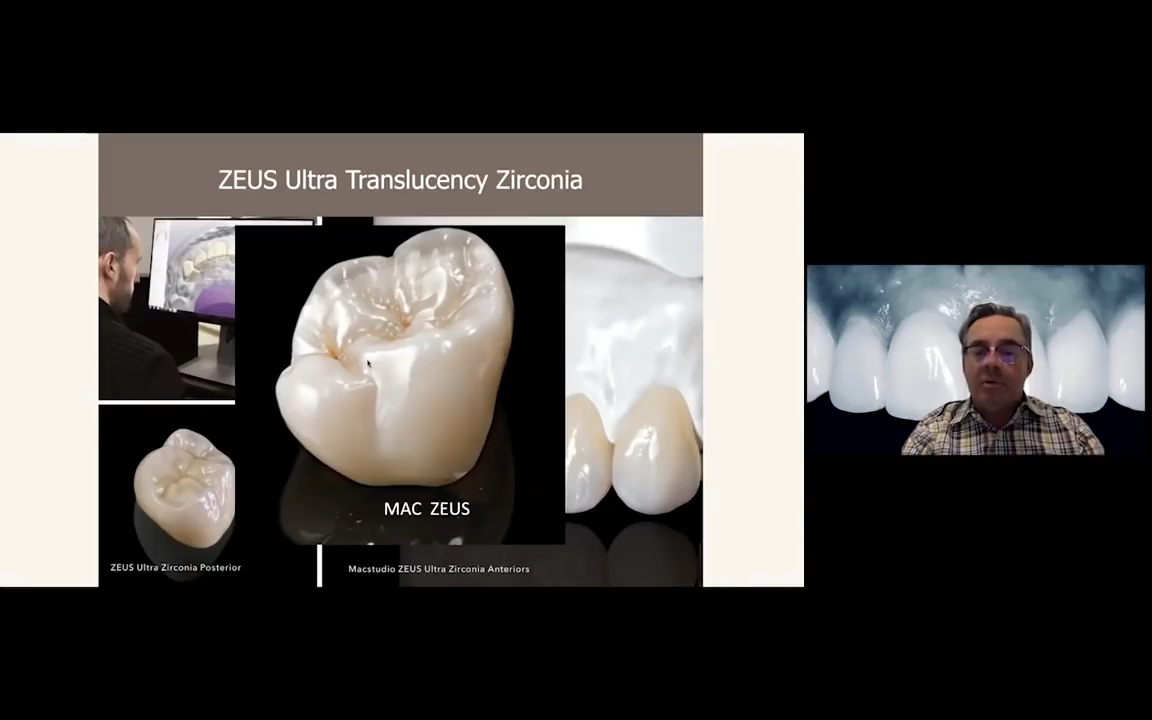 ZEUS Ultra Translucency Zirconia
MAC ZEUS
ZEUS Ultra Zirconia Posterior
Macstudio ZEUS Ultra Zirconia Anteriors